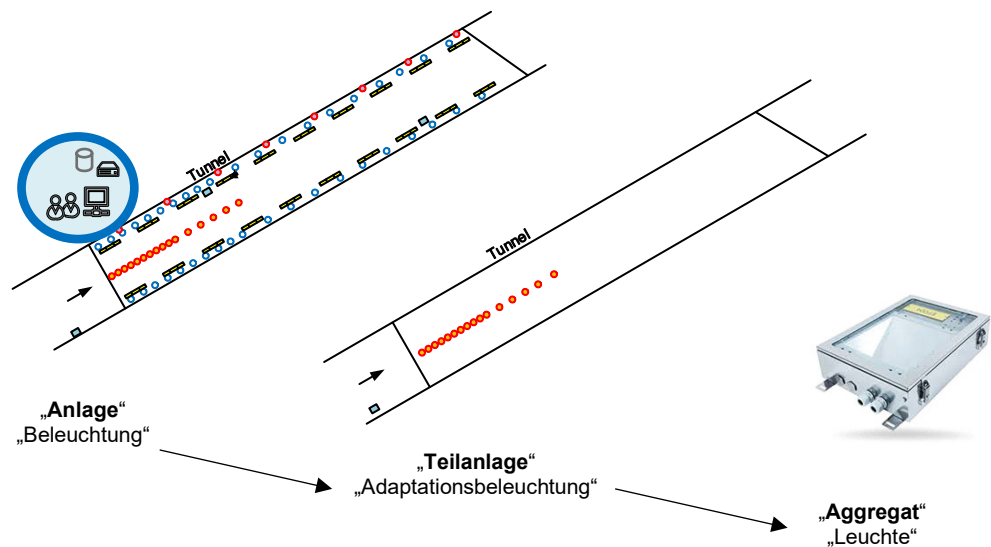 Tunnel
Tunnel
„Anlage“
„Beleuchtung“
„Teilanlage“
„Adaptationsbeleuchtung“
„Aggregat“
„Leuchte“